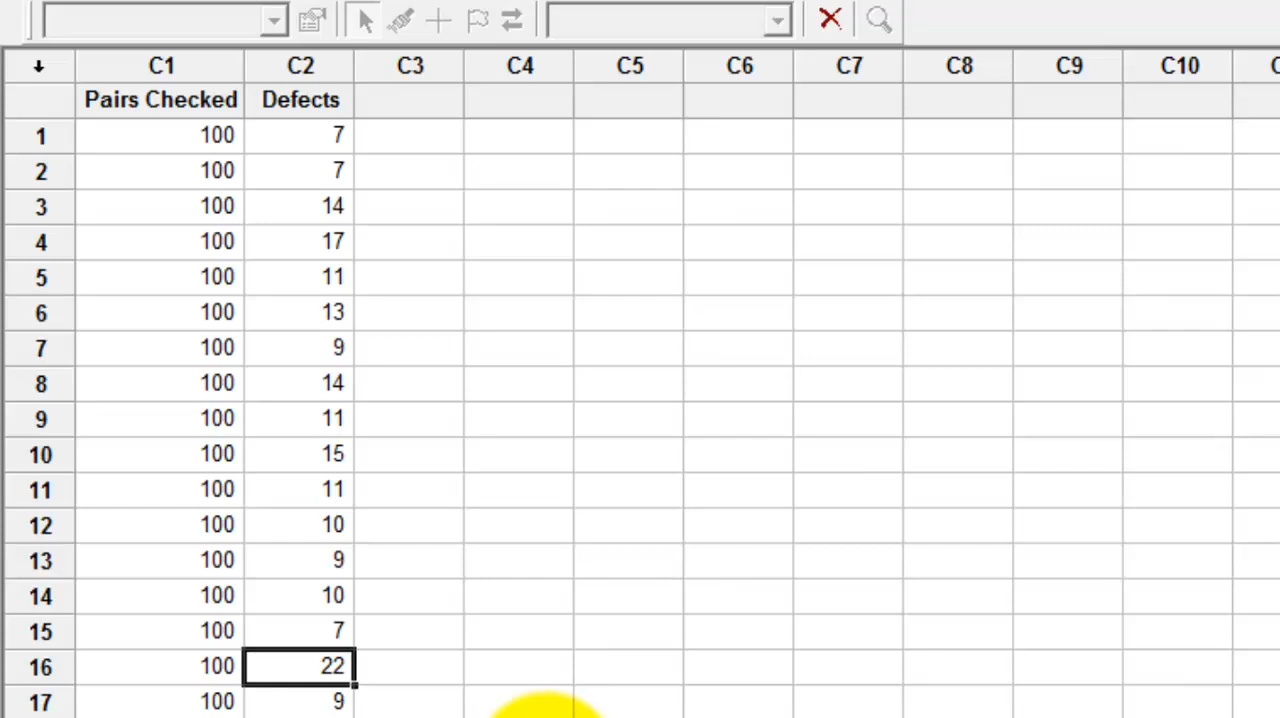 C1 C2 C3 C4 C5 C6 C7 C8 C9 C10
Pairs Checked Defects
1 100 7
2 100 7
3 100 14
4 100 17
5 100 11
6 100 13
7 100 9
8 100 14
9 100 11
10 100 15
11 100 11
12 100 10
13 100 9
14 100 10
15 100 7
16 100 22
17 100 9